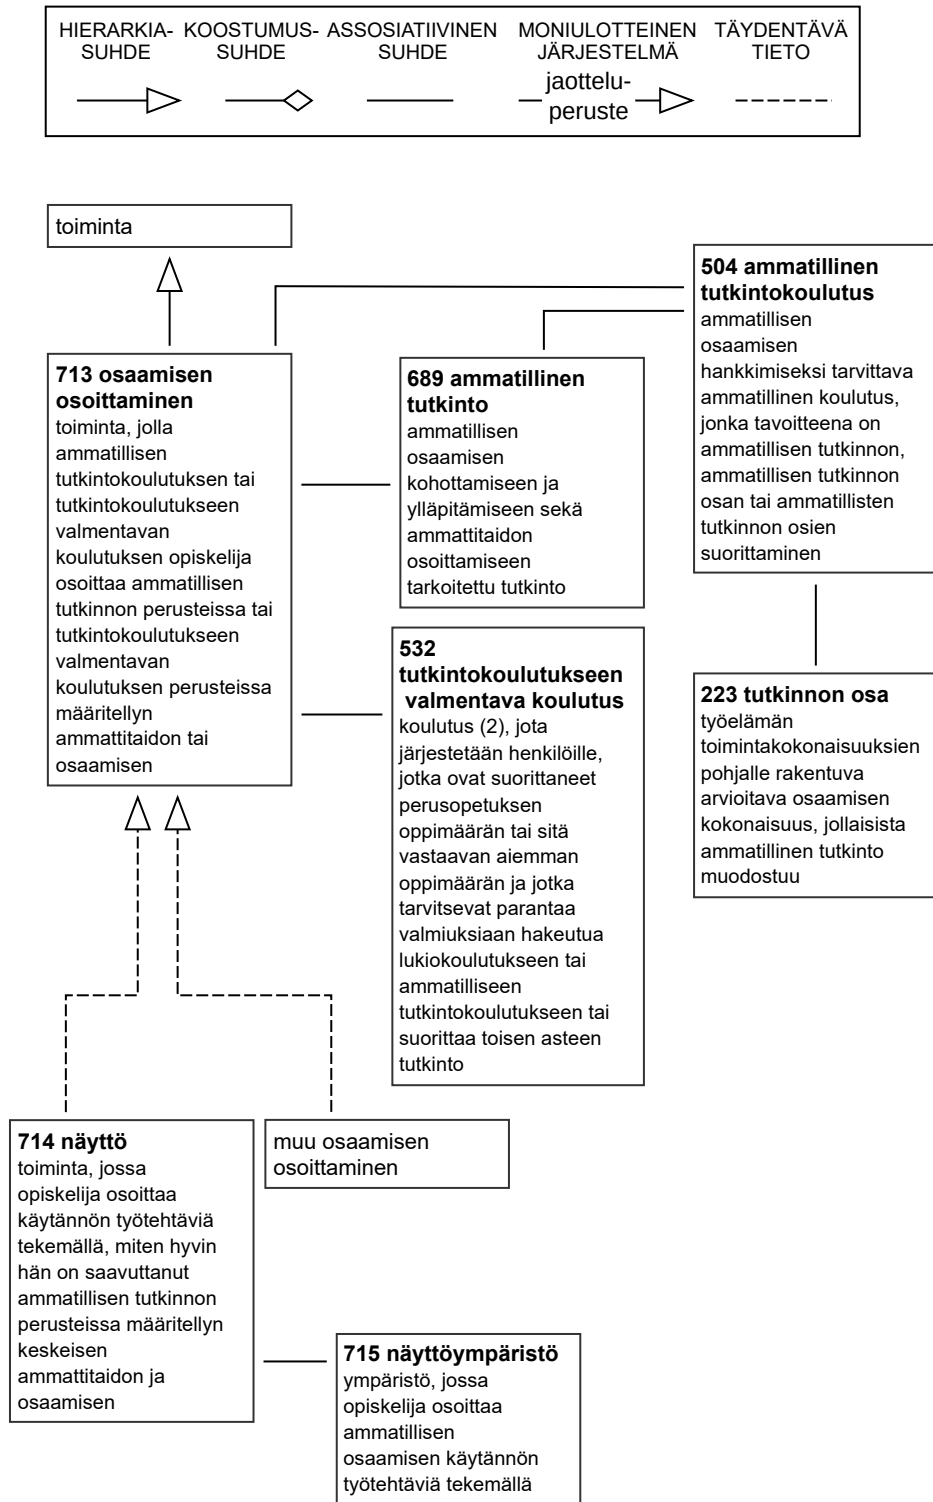 HIERARKIA-
SUHDE
KOOSTUMUS-
SUHDE
ASSOSIATIIVINEN
SUHDE
MONIULOTTEINEN
JÄRJESTELMÄ
TÄYDENTÄVÄ
TIETO
jaottelu-
peruste
toiminta
504 ammatillinen
tutkintokoulutus
ammatillisen
osaamisen
hankkimiseksi tarvittava
ammatillinen koulutus,
jonka tavoitteena on
ammatillisen tutkinnon,
ammatillisen tutkinnon
osan tai ammatillisten
tutkinnon osien
suorittaminen
713 osaamisen
osoittaminen
toiminta, jolla
ammatillisen
tutkintokoulutuksen tai
tutkintokoulutukseen
valmentavan
koulutuksen opiskelija
osoittaa ammatillisen
tutkinnon perusteissa tai
tutkintokoulutukseen
valmentavan
koulutuksen perusteissa
määritellyn
ammattitaidon tai
osaamisen
689 ammatillinen
tutkinto
ammatillisen
osaamisen
kohottamiseen ja
ylläpitämiseen sekä
ammattitaidon
osoittamiseen
tarkoitettu tutkinto
532
tutkintokoulutukseen
valmentava koulutus
koulutus (2), jota
järjestetään henkilöille,
jotka ovat suorittaneet
perusopetuksen
oppimäärän tai sitä
vastaavan aiemman
oppimäärän ja jotka
tarvitsevat parantaa
valmiuksiaan hakeutua
lukiokoulutukseen tai
ammatilliseen
tutkintokoulutukseen tai
suorittaa toisen asteen
tutkinto
223 tutkinnon osa
työelämän
toimintakokonaisuuksien
pohjalle rakentuva
arvioitava osaamisen
kokonaisuus, jollaisista
ammatillinen tutkinto
muodostuu
714 näyttö
toiminta, jossa
opiskelija osoittaa
käytännön työtehtäviä
tekemällä, miten hyvin
hän on saavuttanut
ammatillisen tutkinnon
perusteissa määritellyn
keskeisen
ammattitaidon ja
osaamisen
muu osaamisen
osoittaminen
715 näyttöympäristö
ympäristö, jossa
opiskelija osoittaa
ammatillisen
osaamisen käytännön
työtehtäviä tekemällä